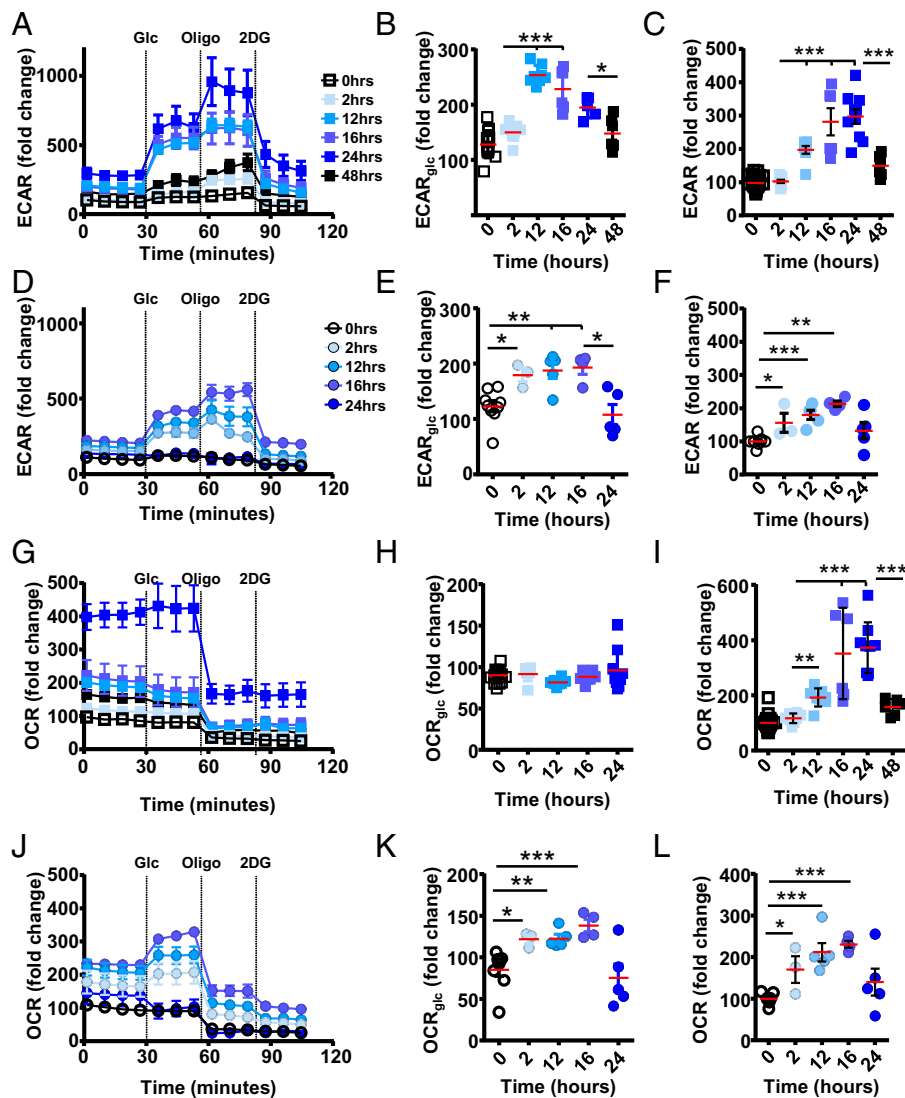 A
Glc Oligo 2DG
ECAR (fold change)
1000
500
0
0 30 60 90 120
Time (minutes)
0hrs
2hrs
12hrs
16hrs
24hrs
48hrs
B
*** *
ECARglc (fold change)
300
200
100
0 2 12 16 24 48
Time (hours)
C
*** ***
ECAR (fold change)
500
400
300
200
100
0
0 2 12 16 24 48
Time (hours)
D
Glc Oligo 2DG
ECAR (fold change)
1000
500
0
0 30 60 90 120
Time (minutes)
0hrs
2hrs
12hrs
16hrs
24hrs
E
**
* *
ECARglc (fold change)
300
200
100
0
0 2 12 16 24
Time (hours)
F
**
***
*
ECAR (fold change)
500
400
300
200
100
0
0 2 12 16 24
Time (hours)
G
Glc Oligo 2DG
OCR (fold change)
500
400
300
200
100
0
0 30 60 90 120
Time (minutes)
H
OCRglc (fold change)
200
150
100
50
0
0 2 12 16 24
Time (hours)
I
*** ***
**
OCR (fold change)
600
400
200
0
0 2 12 16 24 48
Time (hours)
J
Glc Oligo 2DG
OCR (fold change)
500
400
300
200
100
0
0 30 60 90 120
Time (minutes)
K
***
**
*
OCRglc (fold change)
200
150
100
50
0
0 2 12 16 24
Time (hours)
L
***
***
*
OCR (fold change)
400
300
200
100
0
0 2 12 16 24
Time (hours)